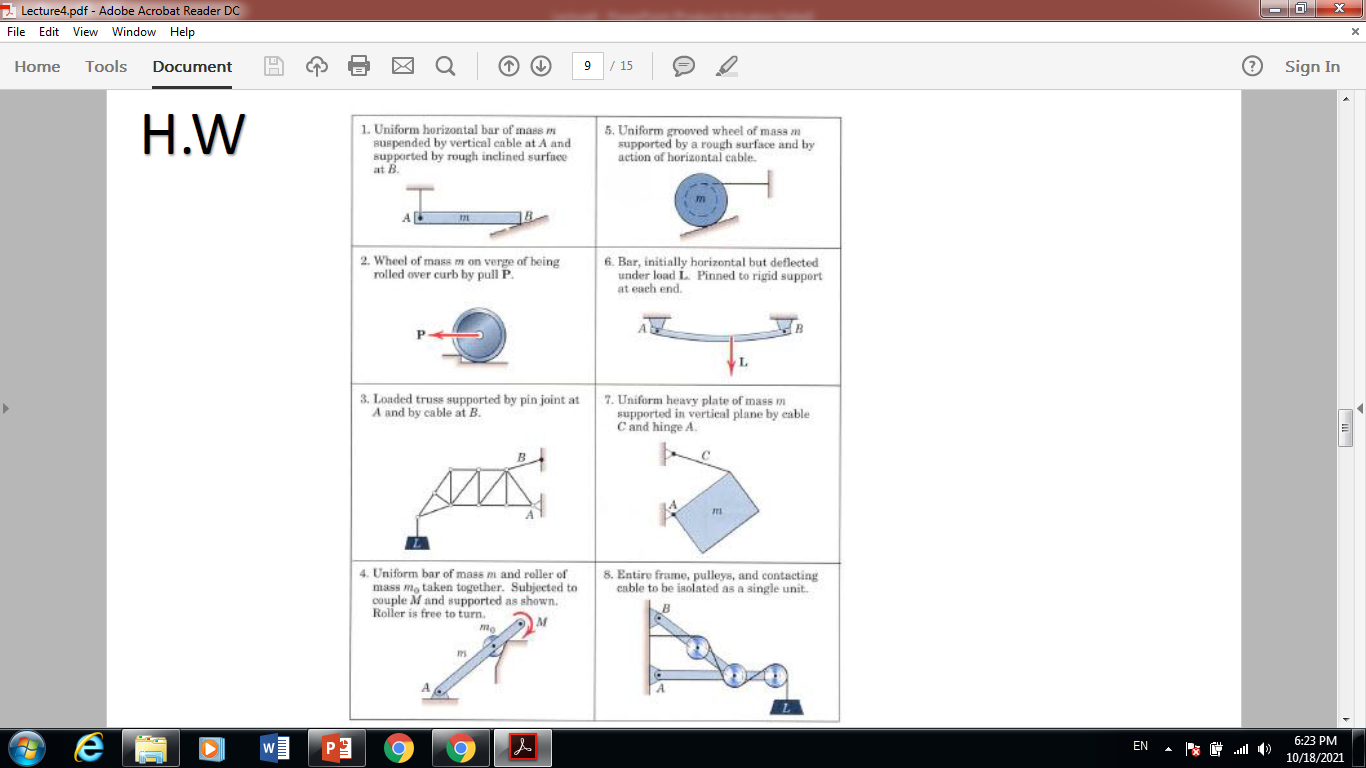 Lecture4.pdf - Adobe Acrobat Reader DC
File Edit View Window Help
Home Tools Document 9 / 15 Sign In
H.W
1. Uniform horizontal bar of mass m
suspended by vertical cable at A and
supported by rough inclined surface
at B.
A m B
5. Uniform grooved wheel of mass m
supported by a rough surface and by
action of horizontal cable.
m
2. Wheel of mass m on verge of being
rolled over curb by pull P.
P
6. Bar, initially horizontal but deflected
under load L. Pinned to rigid support
at each end.
A B
L
3. Loaded truss supported by pin joint at
A and by cable at B.
B
A
L
7. Uniform heavy plate of mass m
supported in vertical plane by cable
C and hinge A.
C
A
m
4. Uniform bar of mass m and roller of
mass m₀ taken together. Subjected to
couple M and supported as shown.
Roller is free to turn.
m₀ M
m
A
8. Entire frame, pulleys, and contacting
cable to be isolated as a single unit.
B
A
L
EN 6:23 PM
10/18/2021